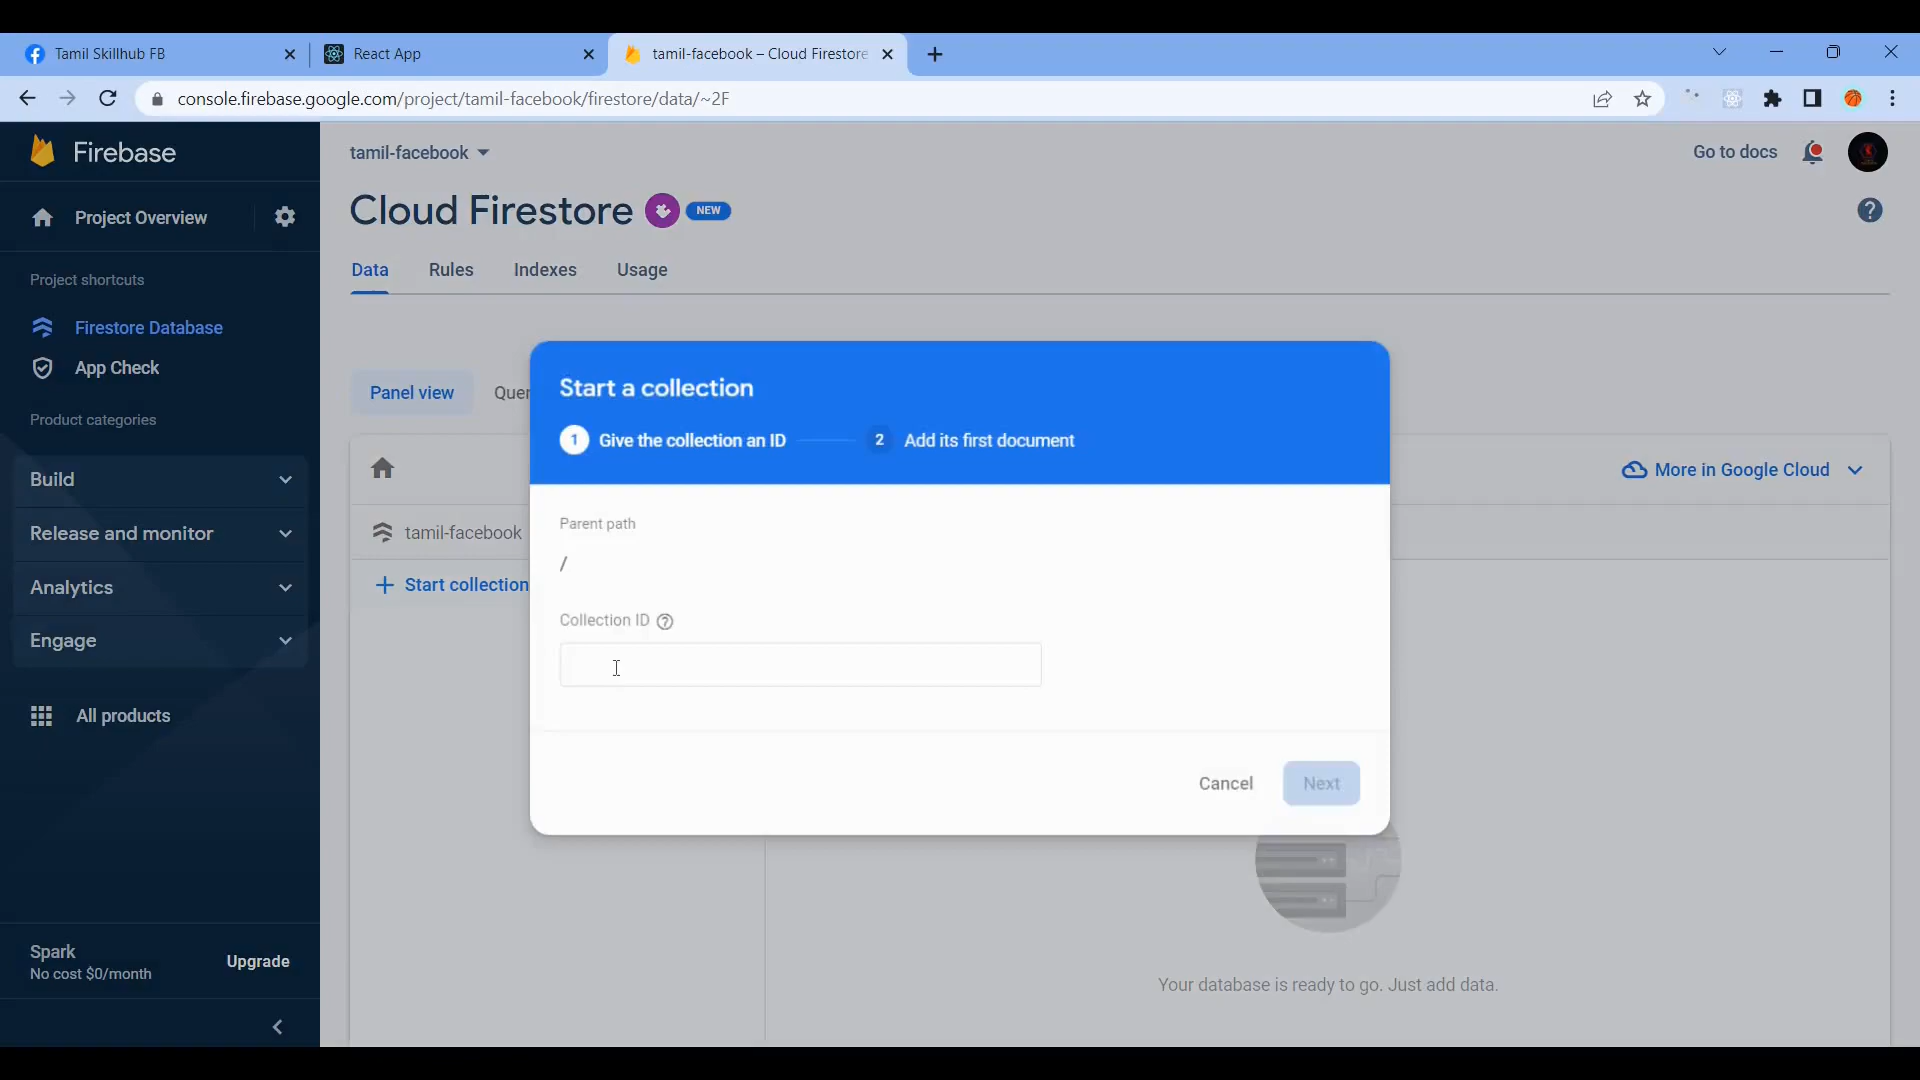 Tamil Skillhub FB
React App
tamil-facebook – Cloud Firestore
console.firebase.google.com/project/tamil-facebook/firestore/data/~2F
Firebase
tamil-facebook
Go to docs
Project Overview
Cloud Firestore
NEW
Project shortcuts
Data
Rules
Indexes
Usage
Firestore Database
App Check
Product categories
Panel view
Quer
Start a collection
1 Give the collection an ID
2 Add its first document
Build
More in Google Cloud
Release and monitor
tamil-facebook
Parent path
/
Analytics
Start collection
Collection ID
Engage
All products
Cancel
Next
Spark
No cost $0/month
Upgrade
Your database is ready to go. Just add data.